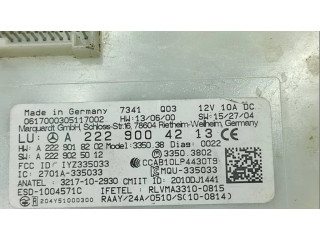 Made in Germany 7341 Q03 12V 10A DC
0617000305117002 HW:13/06/00 SW:15/27/04
Marquardt GmbH, Schloss-Str.16, 78604 Rietheim-Weilheim, Germany
LU: A 222 900 42 13 CE
HW: A 222 901 82 02 Model: 3350.38 Dias: 0022
SW: A 222 902 50 12 3350.3802
FCC ID: IYZ335033 CCAB10LP4430T9
IC: 2701A-335033 MQU-335033
ANATEL: 3217-10-2930 CMIIT ID: 2010DJ1441
ESD-1004571C IFETEL: RLVMA3310-0815
204Y51000300 RAAY/24A/0510/S(10-0814)